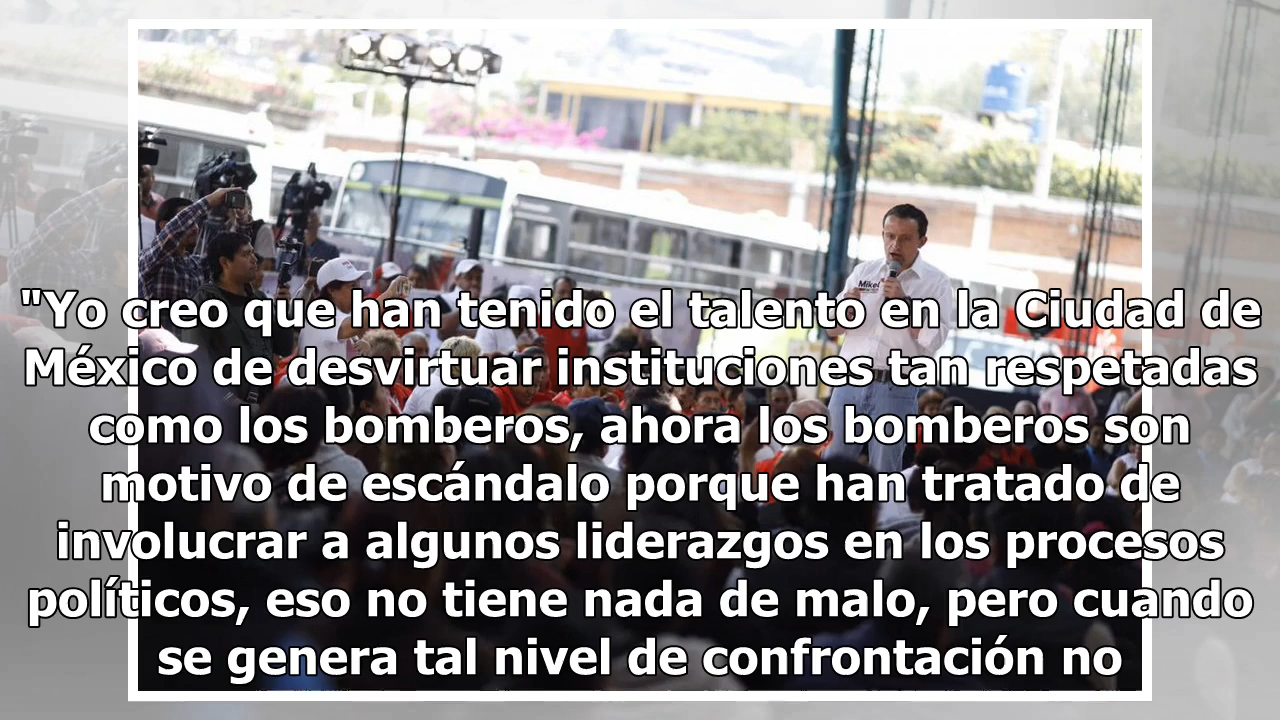 Mikel
"Yo creo que han tenido el talento en la Ciudad de
México de desvirtuar instituciones tan respetadas
como los bomberos, ahora los bomberos son
motivo de escándalo porque han tratado de
involucrar a algunos liderazgos en los procesos
políticos, eso no tiene nada de malo, pero cuando
se genera tal nivel de confrontación no